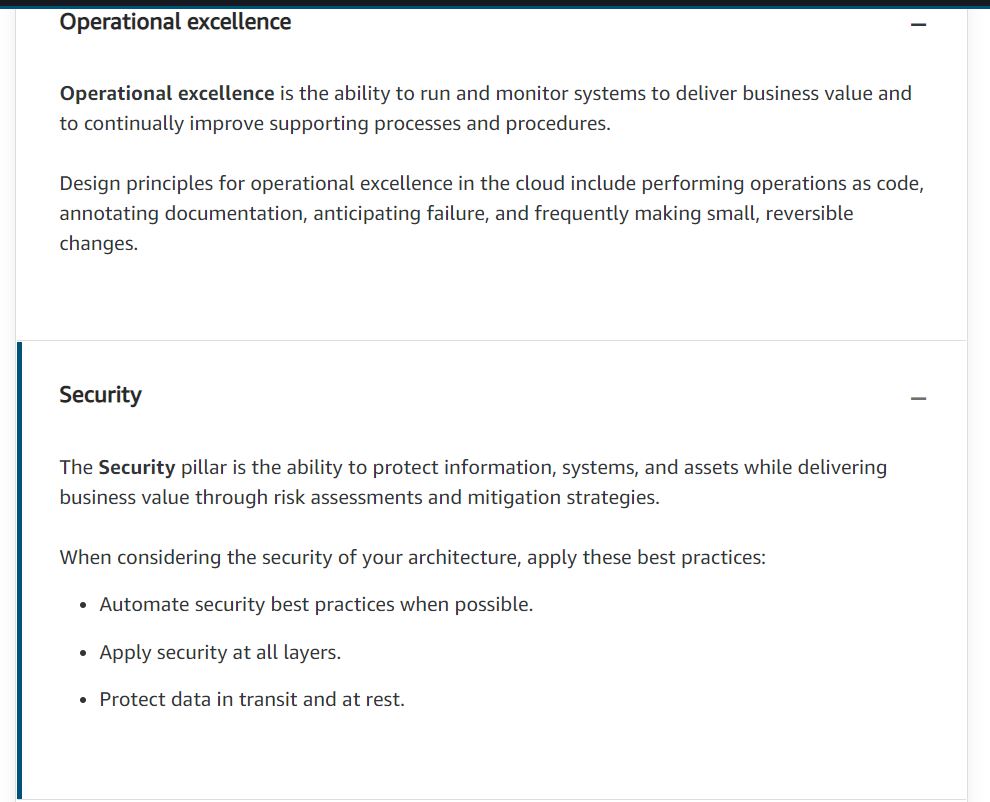 Operational excellence
Operational excellence is the ability to run and monitor systems to deliver business value and
to continually improve supporting processes and procedures.
Design principles for operational excellence in the cloud include performing operations as code,
annotating documentation, anticipating failure, and frequently making small, reversible
changes.
Security
The Security pillar is the ability to protect information, systems, and assets while delivering
business value through risk assessments and mitigation strategies.
When considering the security of your architecture, apply these best practices:
• Automate security best practices when possible.
• Apply security at all layers.
• Protect data in transit and at rest.